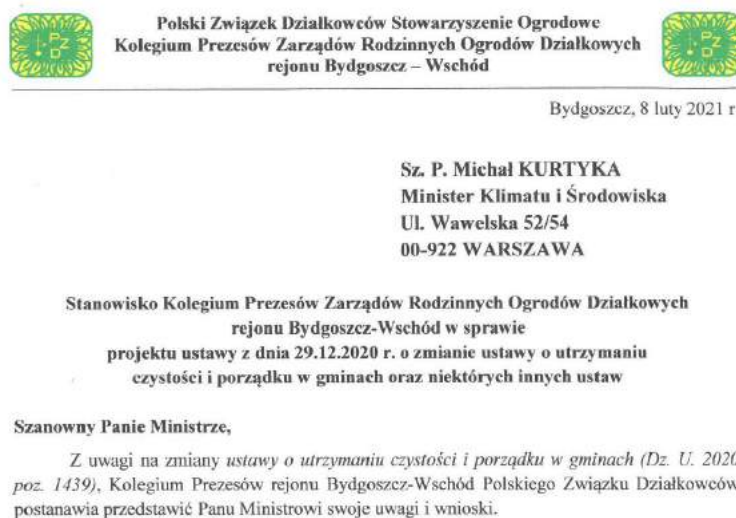 Polski Związek Działkowców Stowarzyszenie Ogrodowe
Kolegium Prezesów Zarządów Rodzinnych Ogrodów Działkowych
rejonu Bydgoszcz – Wschód
PZD
PZD
Bydgoszcz, 8 luty 2021 r
Sz. P. Michał KURTYKA
Minister Klimatu i Środowiska
Ul. Wawelska 52/54
00-922 WARSZAWA
Stanowisko Kolegium Prezesów Zarządów Rodzinnych Ogrodów Działkowych
rejonu Bydgoszcz-Wschód w sprawie
projektu ustawy z dnia 29.12.2020 r. o zmianie ustawy o utrzymaniu
czystości i porządku w gminach oraz niektórych innych ustaw
Szanowny Panie Ministrze,
Z uwagi na zmiany ustawy o utrzymaniu czystości i porządku w gminach (Dz. U. 2020
poz. 1439), Kolegium Prezesów rejonu Bydgoszcz-Wschód Polskiego Związku Działkowców
postanawia przedstawić Panu Ministrowi swoje uwagi i wnioski.